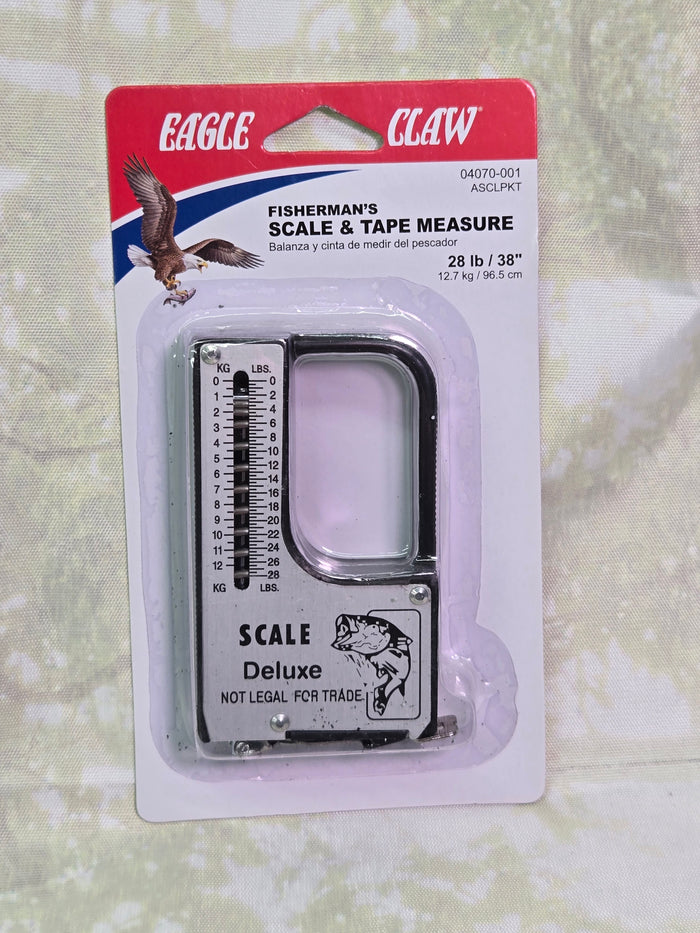 EAGLE CLAW®
04070-001
ASCLPKT
FISHERMAN'S
SCALE & TAPE MEASURE
Balanza y cinta de medir del pescador
28 lb / 38"
12.7 kg / 96.5 cm
KG LBS.
0 0
1 2
2 4
3 6
4 8
5 10
6 12
7 14
8 16
9 18
10 20
11 22
12 24
26
28
KG LBS.
SCALE
Deluxe
NOT LEGAL FOR TRADE